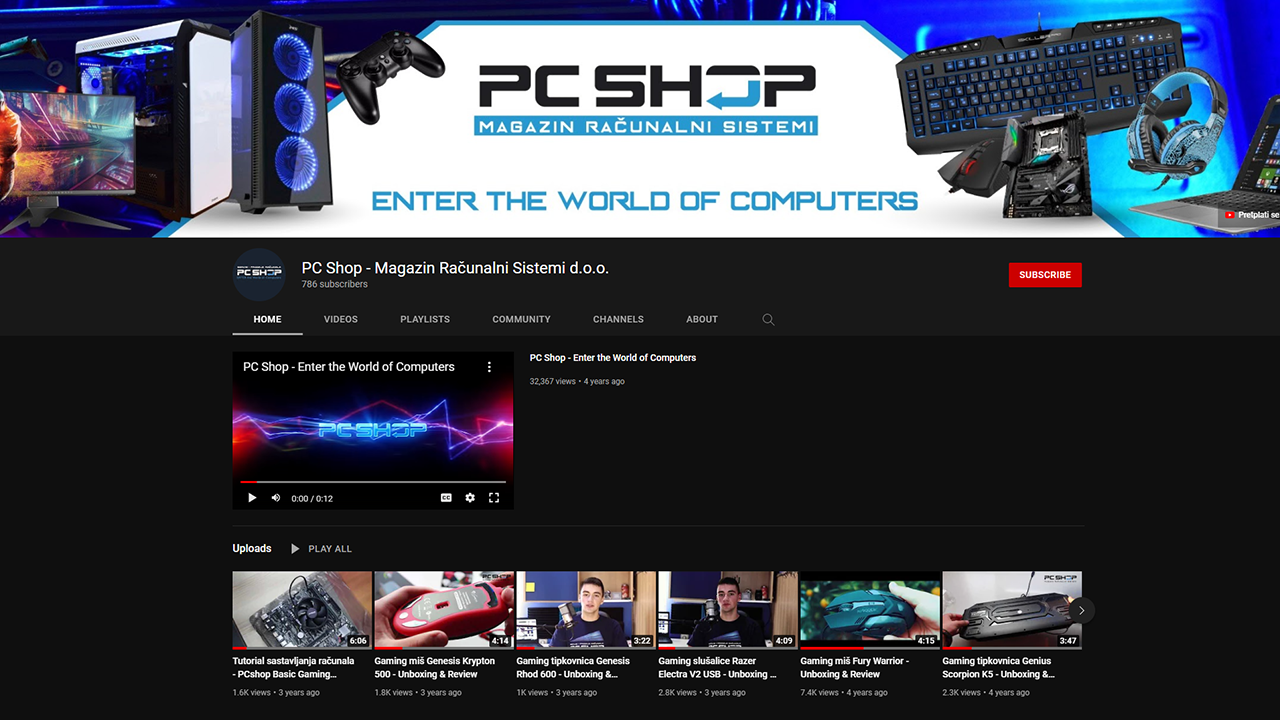 PC SHOP
MAGAZIN RAČUNALNI SISTEMI
ENTER THE WORLD OF COMPUTERS
Pretplati se
PC SHOP
PC Shop - Magazin Računalni Sistemi d.o.o.
786 subscribers
SUBSCRIBE
HOME VIDEOS PLAYLISTS COMMUNITY CHANNELS ABOUT
PC Shop - Enter the World of Computers
PC SHOP
0:00 / 0:12
PC Shop - Enter the World of Computers
32,367 views • 4 years ago
Uploads PLAY ALL
6:06
PC SHOP
4:14
3:22
4:09
4:15
PC SHOP
3:47
Tutorial sastavljanja računala
- PCshop Basic Gaming...
1.6K views • 3 years ago
Gaming miš Genesis Krypton
500 - Unboxing & Review
1.8K views • 3 years ago
Gaming tipkovnica Genesis
Rhod 600 - Unboxing &...
1K views • 3 years ago
Gaming slušalice Razer
Electra V2 USB - Unboxing ...
2.8K views • 3 years ago
Gaming miš Fury Warrior -
Unboxing & Review
7.4K views • 4 years ago
Gaming tipkovnica Genius
Scorpion K5 - Unboxing &...
2.3K views • 4 years ago